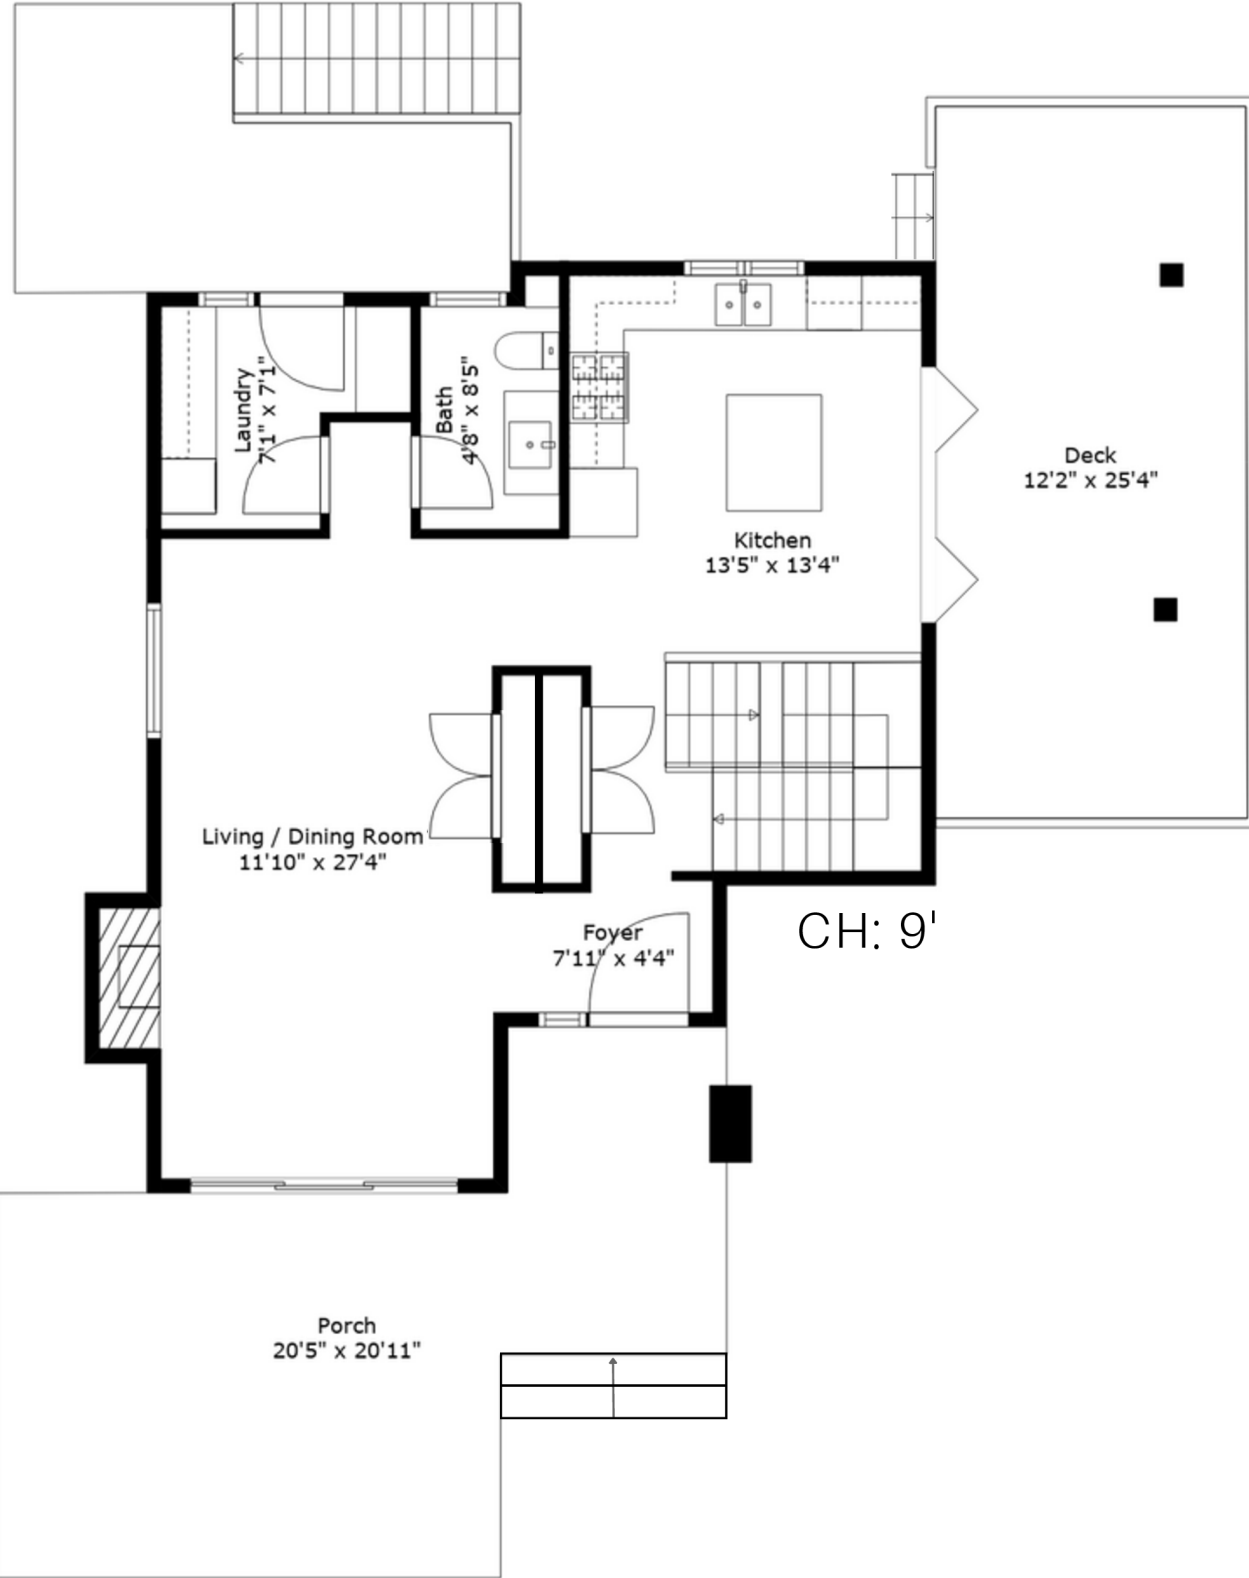 Laundry
7'1" x 7'1"
Bath
4'8" x 8'5"
Deck
12'2" x 25'4"
Kitchen
13'5" x 13'4"
Living / Dining Room
11'10" x 27'4"
Foyer
7'11" x 4'4"
CH: 9'
Porch
20'5" x 20'11"